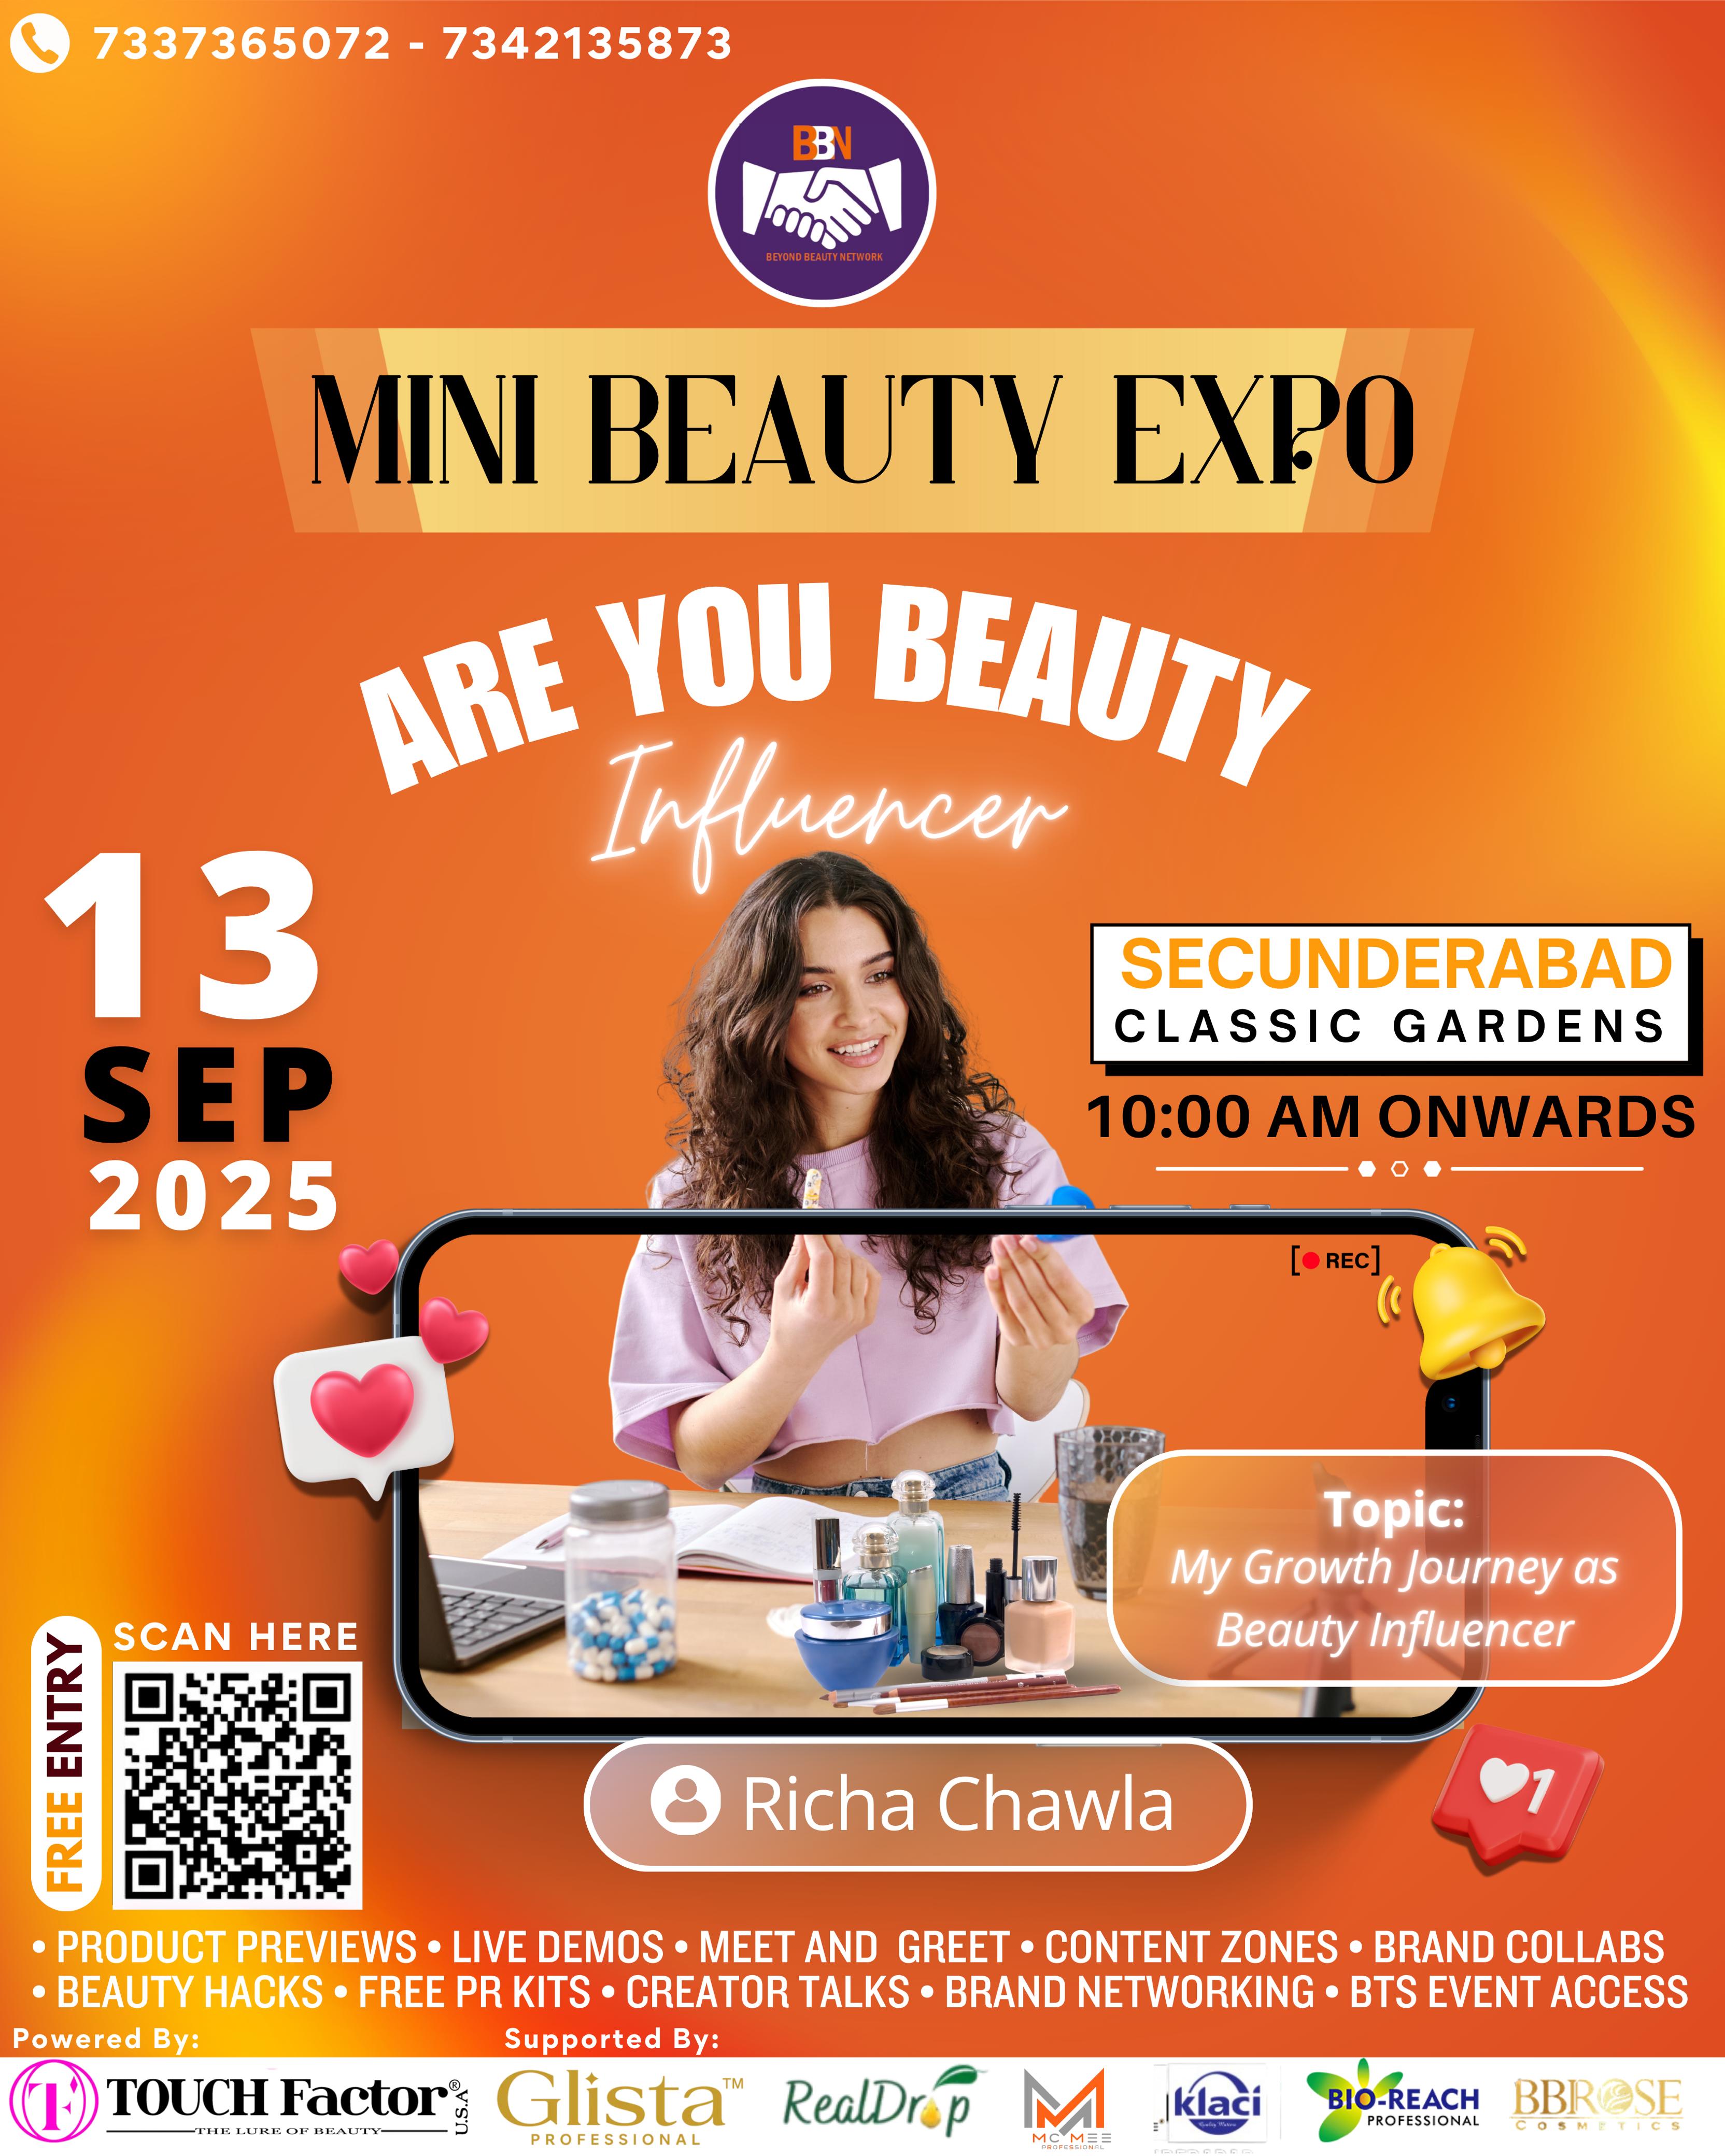 7337365072 - 7342135873
BBN
BEYOND BEAUTY NETWORK
MINI BEAUTY EXPO
ARE YOU BEAUTY
Influencer
13
SEP
2025
SECUNDERABAD
CLASSIC GARDENS
10:00 AM ONWARDS
[● REC]
Topic:
My Growth Journey as
Beauty Influencer
FREE ENTRY
SCAN HERE
1
Richa Chawla
• PRODUCT PREVIEWS • LIVE DEMOS • MEET AND GREET • CONTENT ZONES • BRAND COLLABS
• BEAUTY HACKS • FREE PR KITS • CREATOR TALKS • BRAND NETWORKING • BTS EVENT ACCESS
Powered By:
Supported By:
TF TOUCH Factor® U.S.A
THE LURE OF BEAUTY
Glista™
PROFESSIONAL
RealDrop
MC MEE
PROFESSIONAL
klaci
BIO-REACH
PROFESSIONAL
BBROSE
COSMETICS